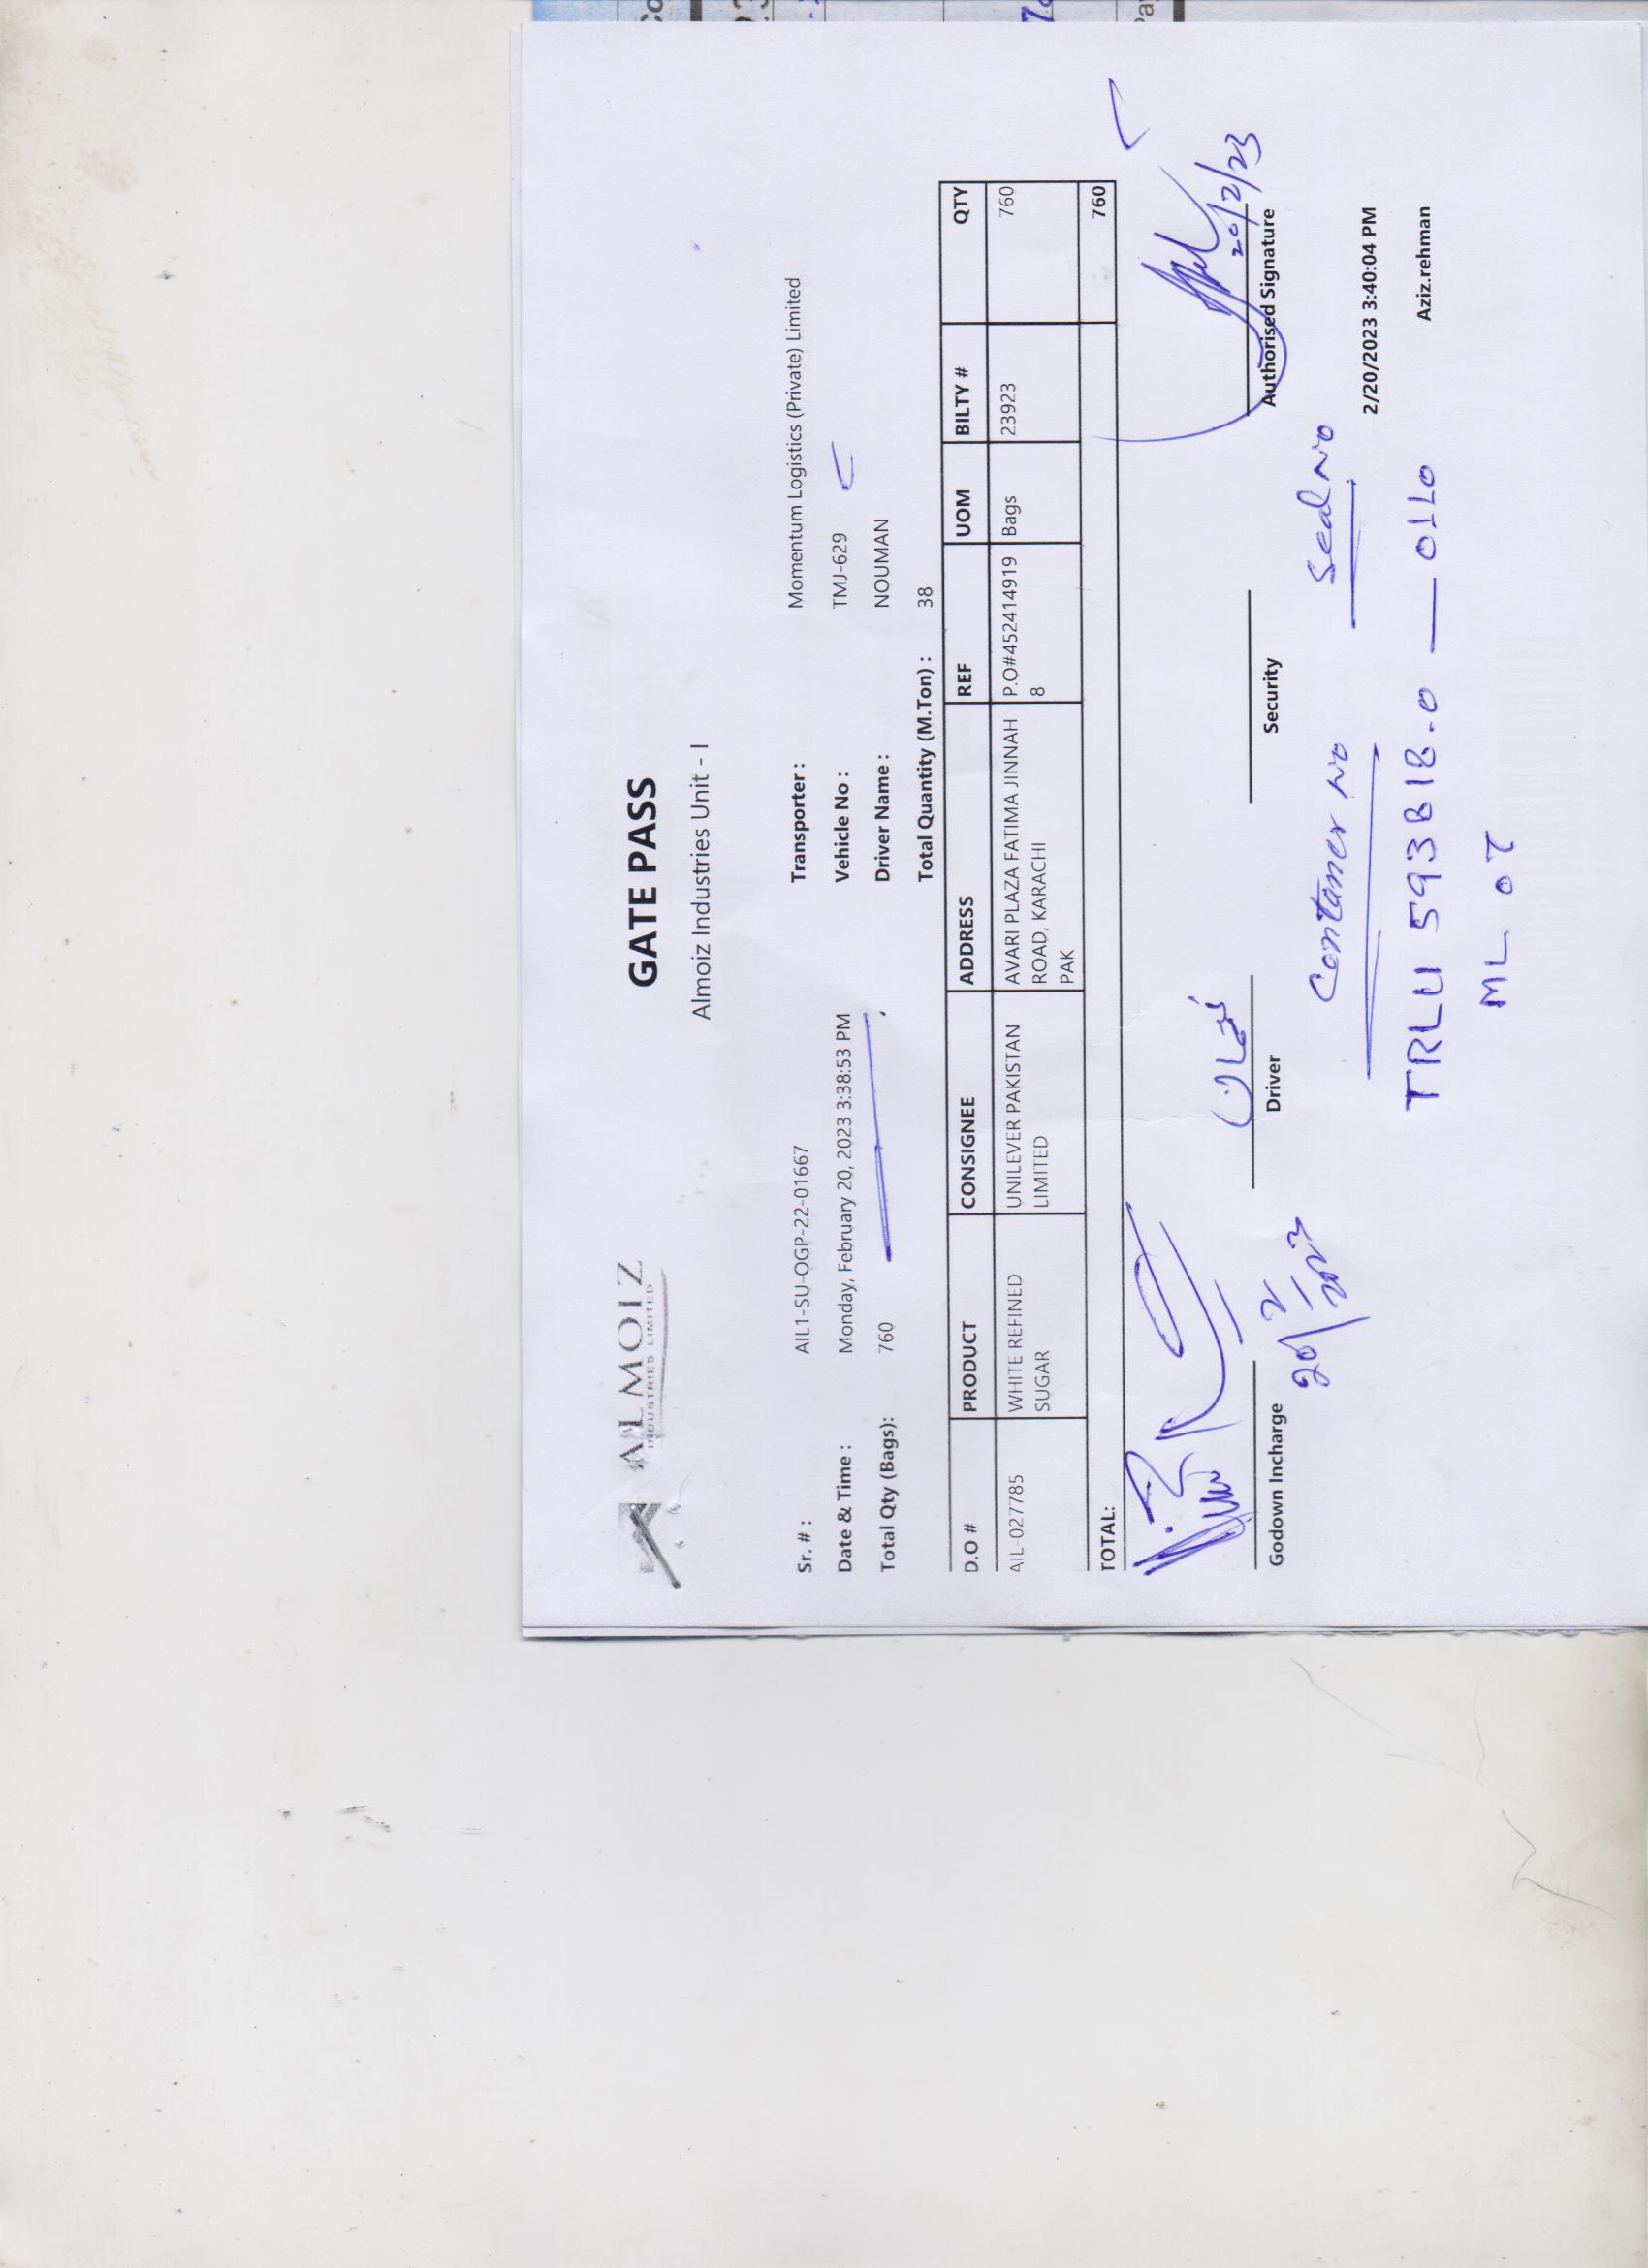 ALMOIZ
INDUSTRIES LIMITED
GATE PASS
Almoiz Industries Unit - I
Sr. # : AIL1-SU-OGP-22-01667 Transporter : Momentum Logistics (Private) Limited
Date & Time : Monday, February 20, 2023 3:38:53 PM Vehicle No : TMJ-629
Total Qty (Bags): 760 Driver Name : NOUMAN
Total Quantity (M.Ton) : 38
D.O # PRODUCT CONSIGNEE ADDRESS REF UOM BILTY # QTY
AIL-027785 WHITE REFINED UNILEVER PAKISTAN AVARI PLAZA FATIMA JINNAH P.O#452414919 Bags 23923 760
SUGAR LIMITED ROAD, KARACHI 8
PAK
TOTAL: 760
نعمان
20/2/23
Godown Incharge Driver Security Authorised Signature
20/2/2023
Contaner No Seal No
2/20/2023 3:40:04 PM
TRLU 593818.0 — 0110
Aziz.rehman
ML 07